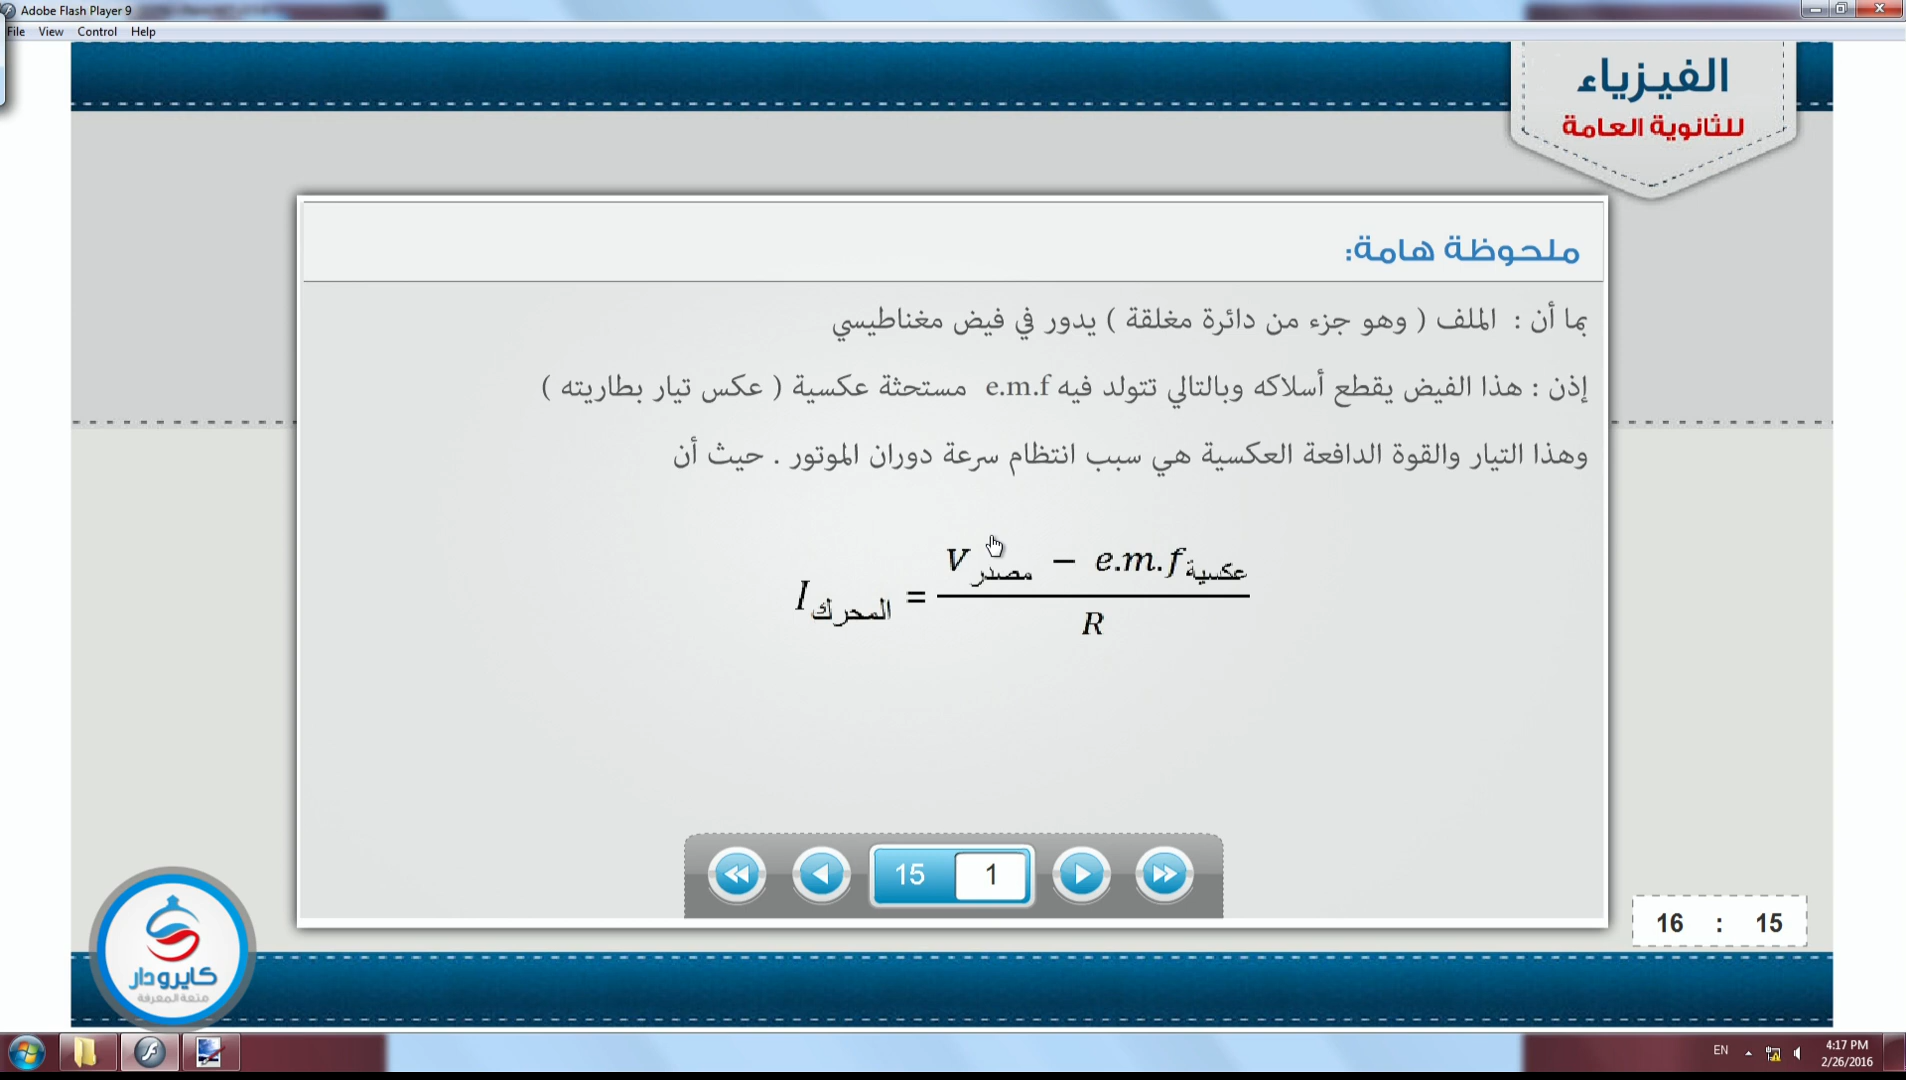 Adobe Flash Player 9
File View Control Help
الفيزياء
للثانوية العامة
ملحوظة هامة:
بما أن : الملف ( وهو جزء من دائرة مغلقة ) يدور في فيض مغناطيسي
إذن : هذا الفيض يقطع أسلاكه وبالتالي تتولد فيه e.m.f مستحثة عكسية ( عكس تيار بطاريته )
وهذا التيار والقوة الدافعة العكسية هي سبب انتظام سرعة دوران الموتور . حيث أن
V مصدر − e.m.f عكسية
I المحرك =
R
15 1
16 : 15
كايرودار
متعة المعرفة
EN
4:17 PM
2/26/2016